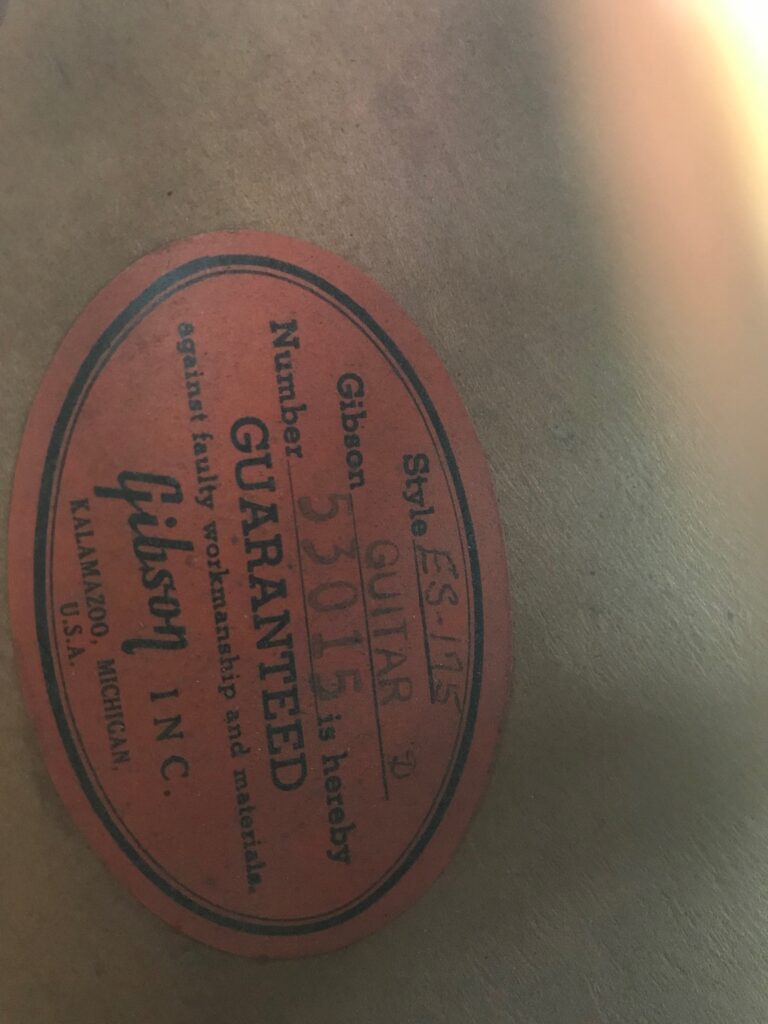 Style ES-175
Gibson GUITAR D
Number 53015 is hereby
GUARANTEED
against faulty workmanship and materials.
Gibson INC.
KALAMAZOO, MICHIGAN,
U.S.A.